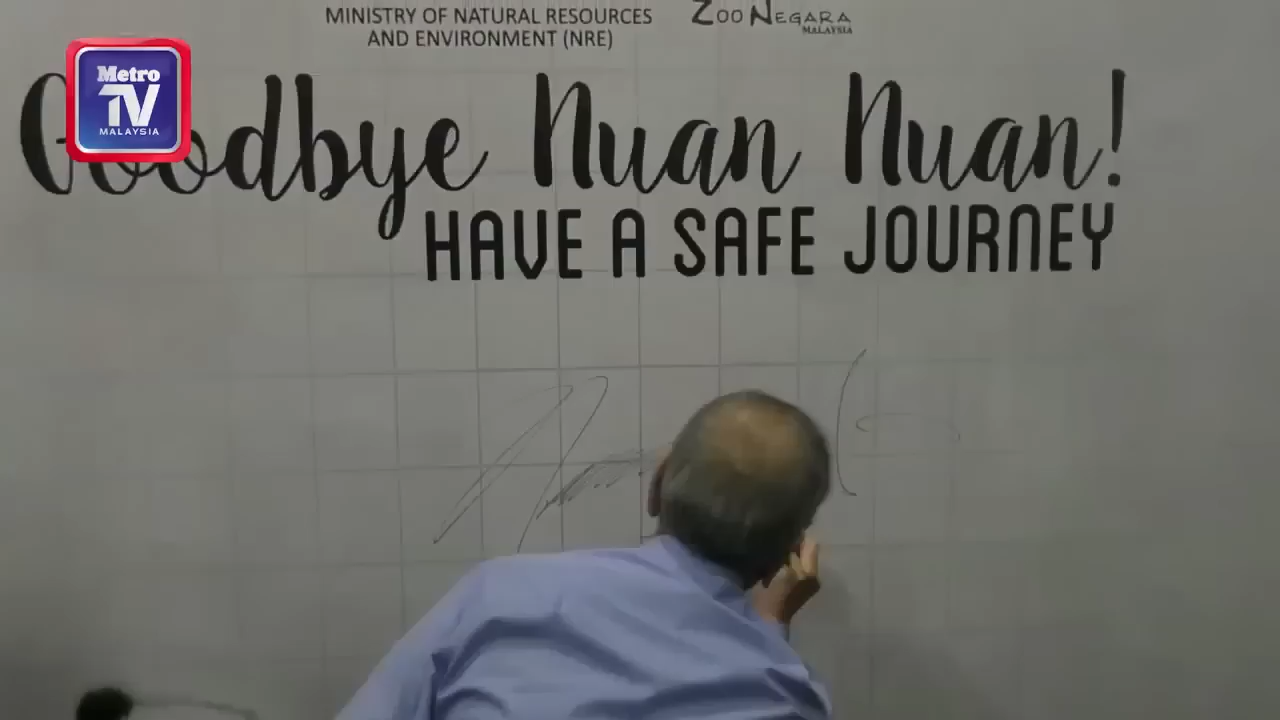 MINISTRY OF NATURAL RESOURCES
AND ENVIRONMENT (NRE)
ZOO NEGARA
MALAYSIA
Metro
TV
MALAYSIA
Goodbye Nuan Nuan!
HAVE A SAFE JOURNEY